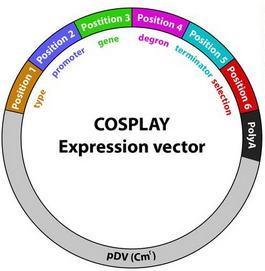 Position 1
Position 2
Postition 3
Position 4
Position 5
Position 6
PolyA
type
promoter
gene
degron
terminator
selection
COSPLAY
Expression vector
pDV (Cmʳ)